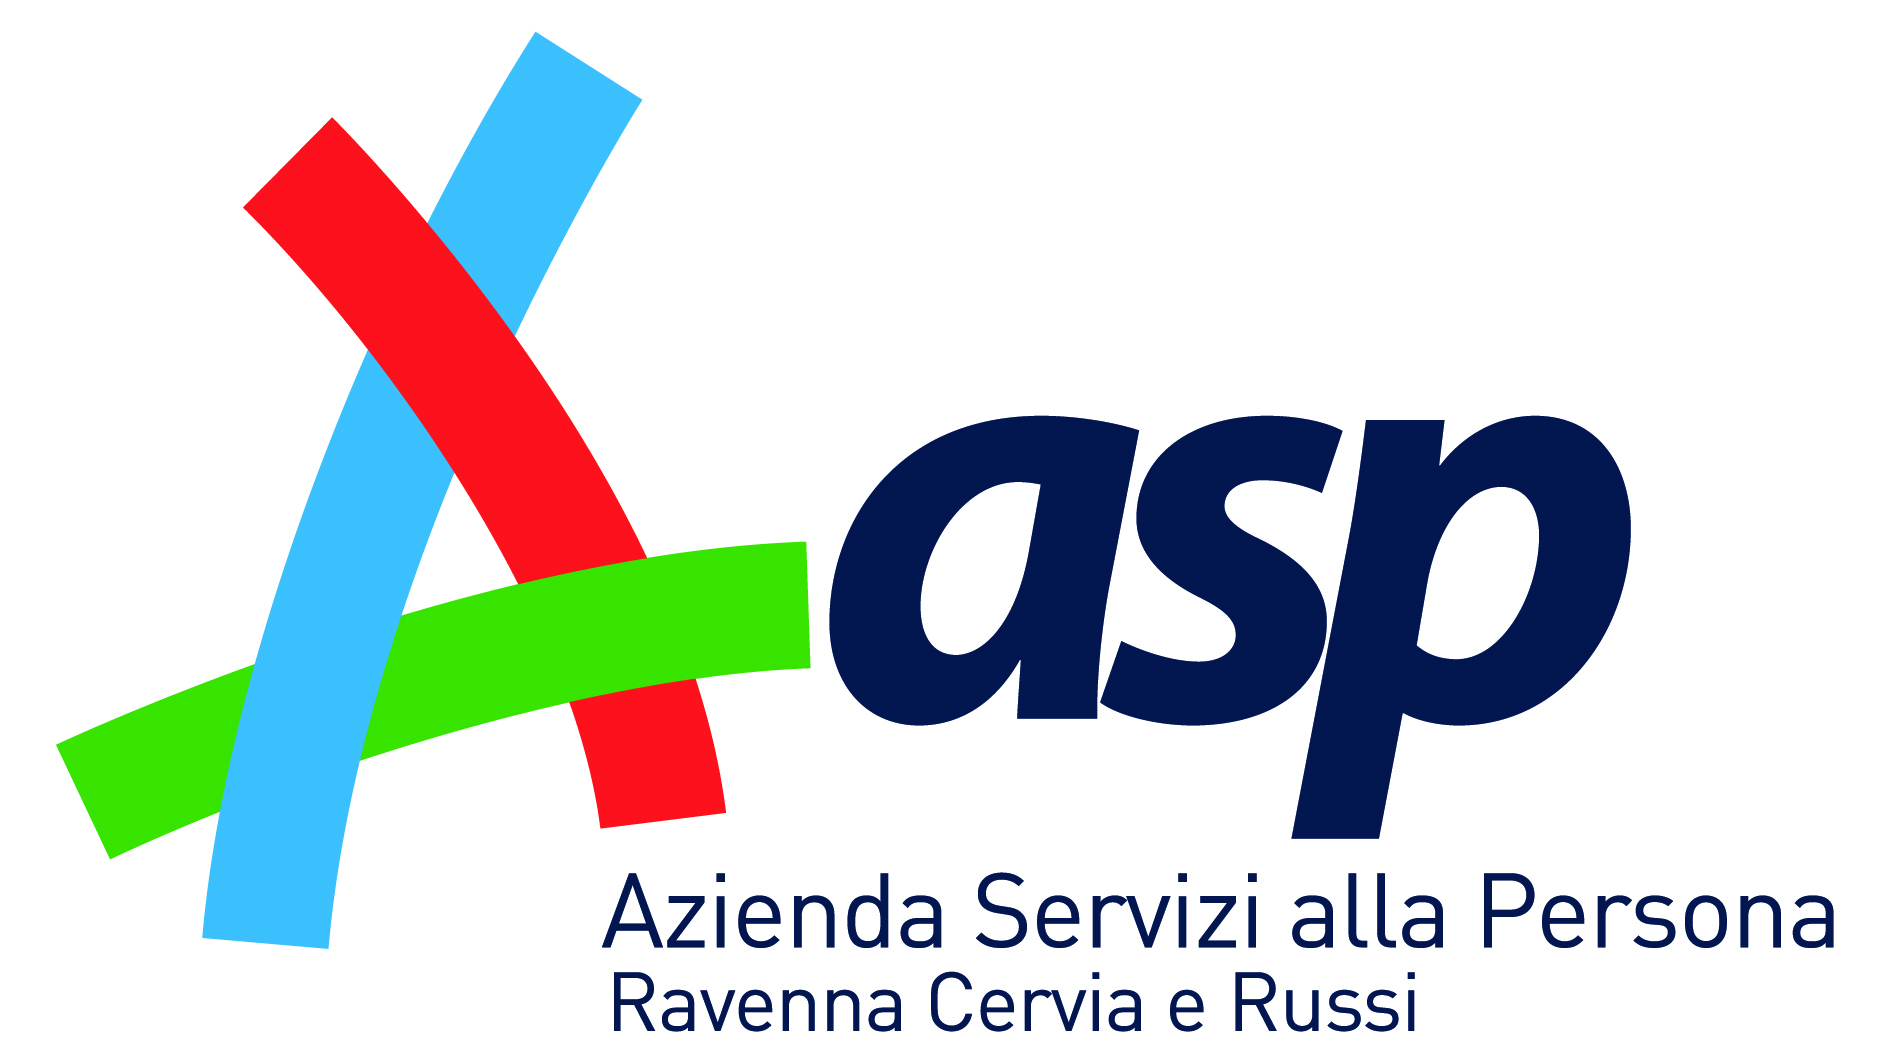 asp
Azienda Servizi alla Persona
Ravenna Cervia e Russi